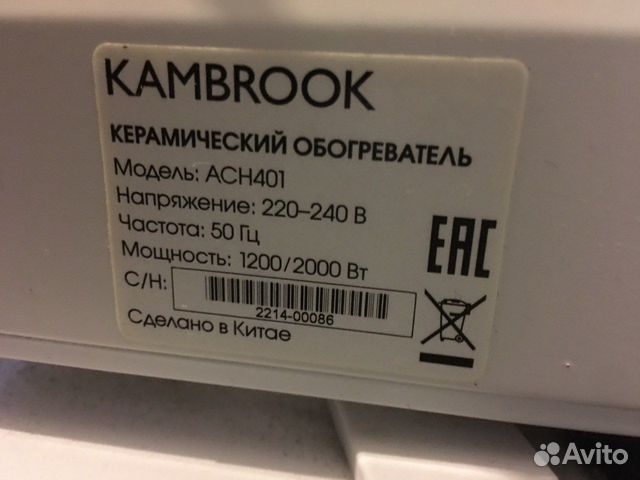 KAMBROOK
КЕРАМИЧЕСКИЙ ОБОГРЕВАТЕЛЬ
Модель: ACH401
Напряжение: 220–240 В
Частота: 50 Гц
Мощность: 1200/2000 Вт
С/Н:
2214-00086
Сделано в Китае
EAC
Avito